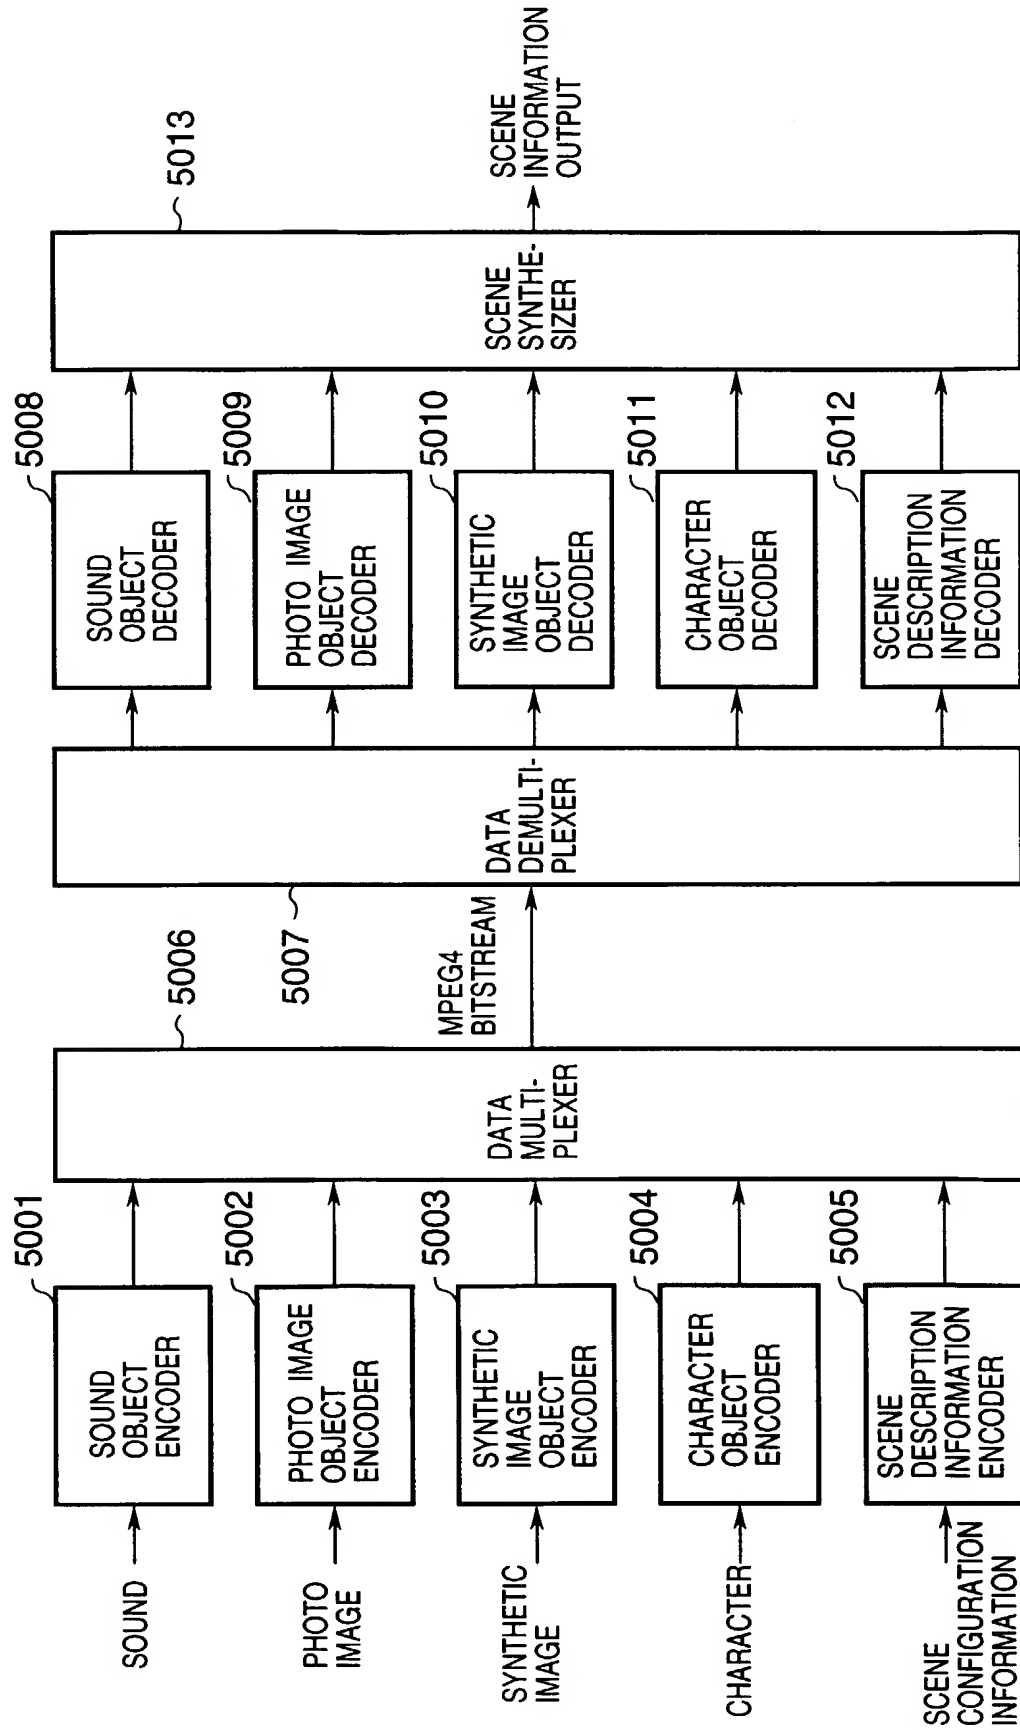 SOUND
PHOTO
IMAGE
SYNTHETIC
IMAGE
CHARACTER
SCENE
CONFIGURATION
INFORMATION
5001
SOUND
OBJECT
ENCODER
5002
PHOTO IMAGE
OBJECT
ENCODER
5003
SYNTHETIC
IMAGE
OBJECT
ENCODER
5004
CHARACTER
OBJECT
ENCODER
5005
SCENE
DESCRIPTION
INFORMATION
ENCODER
5006
DATA
MULTI-
PLEXER
MPEG4
BITSTREAM
5007
DATA
DEMULTI-
PLEXER
5008
SOUND
OBJECT
DECODER
5009
PHOTO IMAGE
OBJECT
DECODER
5010
SYNTHETIC
IMAGE
OBJECT
DECODER
5011
CHARACTER
OBJECT
DECODER
5012
SCENE
DESCRIPTION
INFORMATION
DECODER
5013
SCENE
SYNTHE-
SIZER
SCENE
INFORMATION
OUTPUT